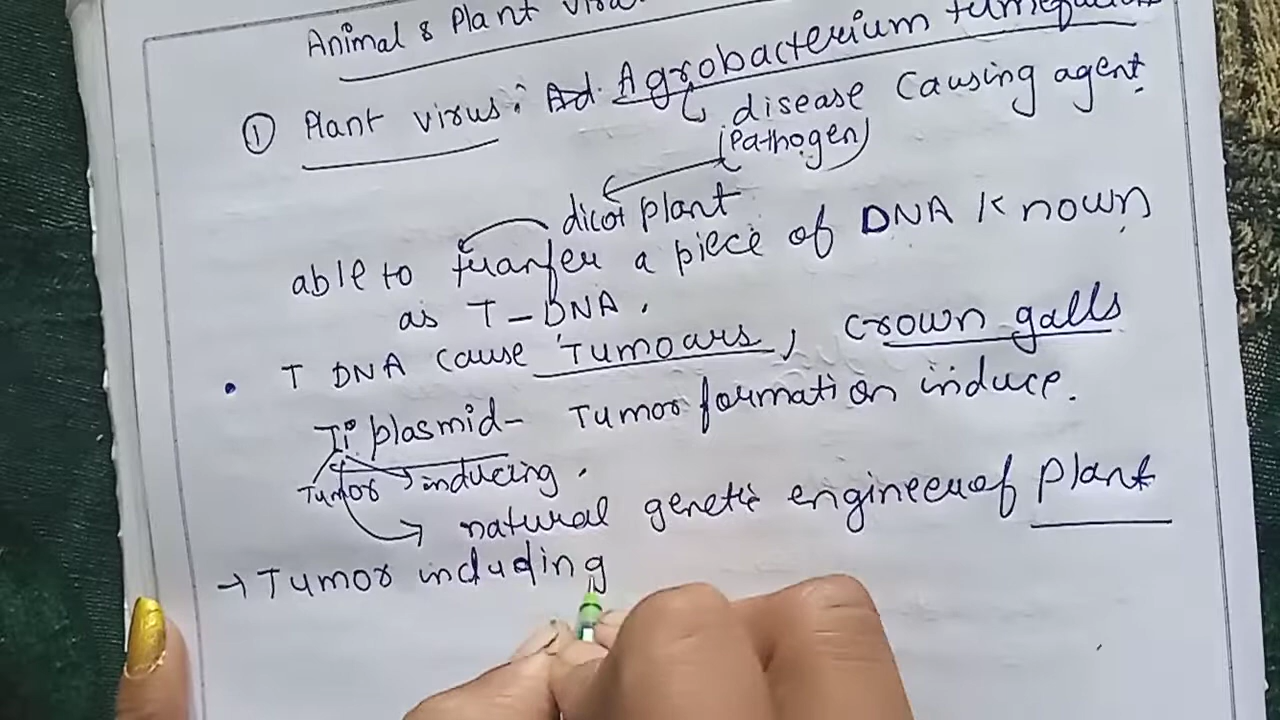 Animal & Plant
① Plant virus: Ad. Agrobacterium
disease causing agent.
(Pathogen)
dicot plant
able to tranfer a piece of DNA known
as T-DNA.
• T DNA cause Tumours, crown galls
Ti plasmid- Tumor formation induce.
Tumor inducing.
natural genetic engineer of Plant
→ Tumor including